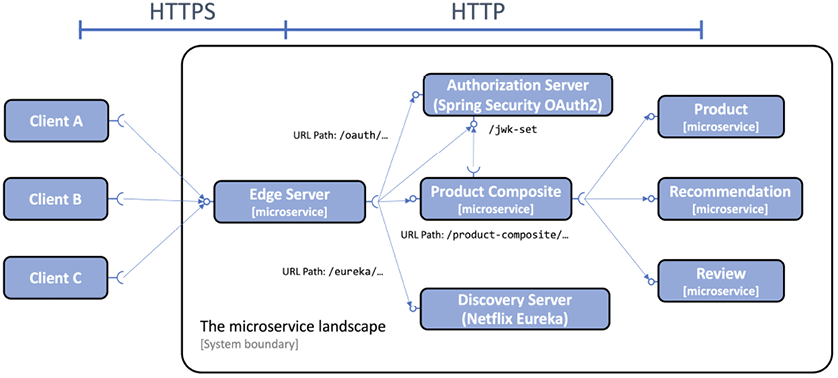 HTTPS
HTTP
Client A
Client B
Client C
Edge Server
[microservice]
URL Path: /oauth/…
Authorization Server
(Spring Security OAuth2)
/jwk-set
Product Composite
[microservice]
URL Path: /product-composite/…
URL Path: /eureka/…
Discovery Server
(Netflix Eureka)
Product
[microservice]
Recommendation
[microservice]
Review
[microservice]
The microservice landscape
[System boundary]